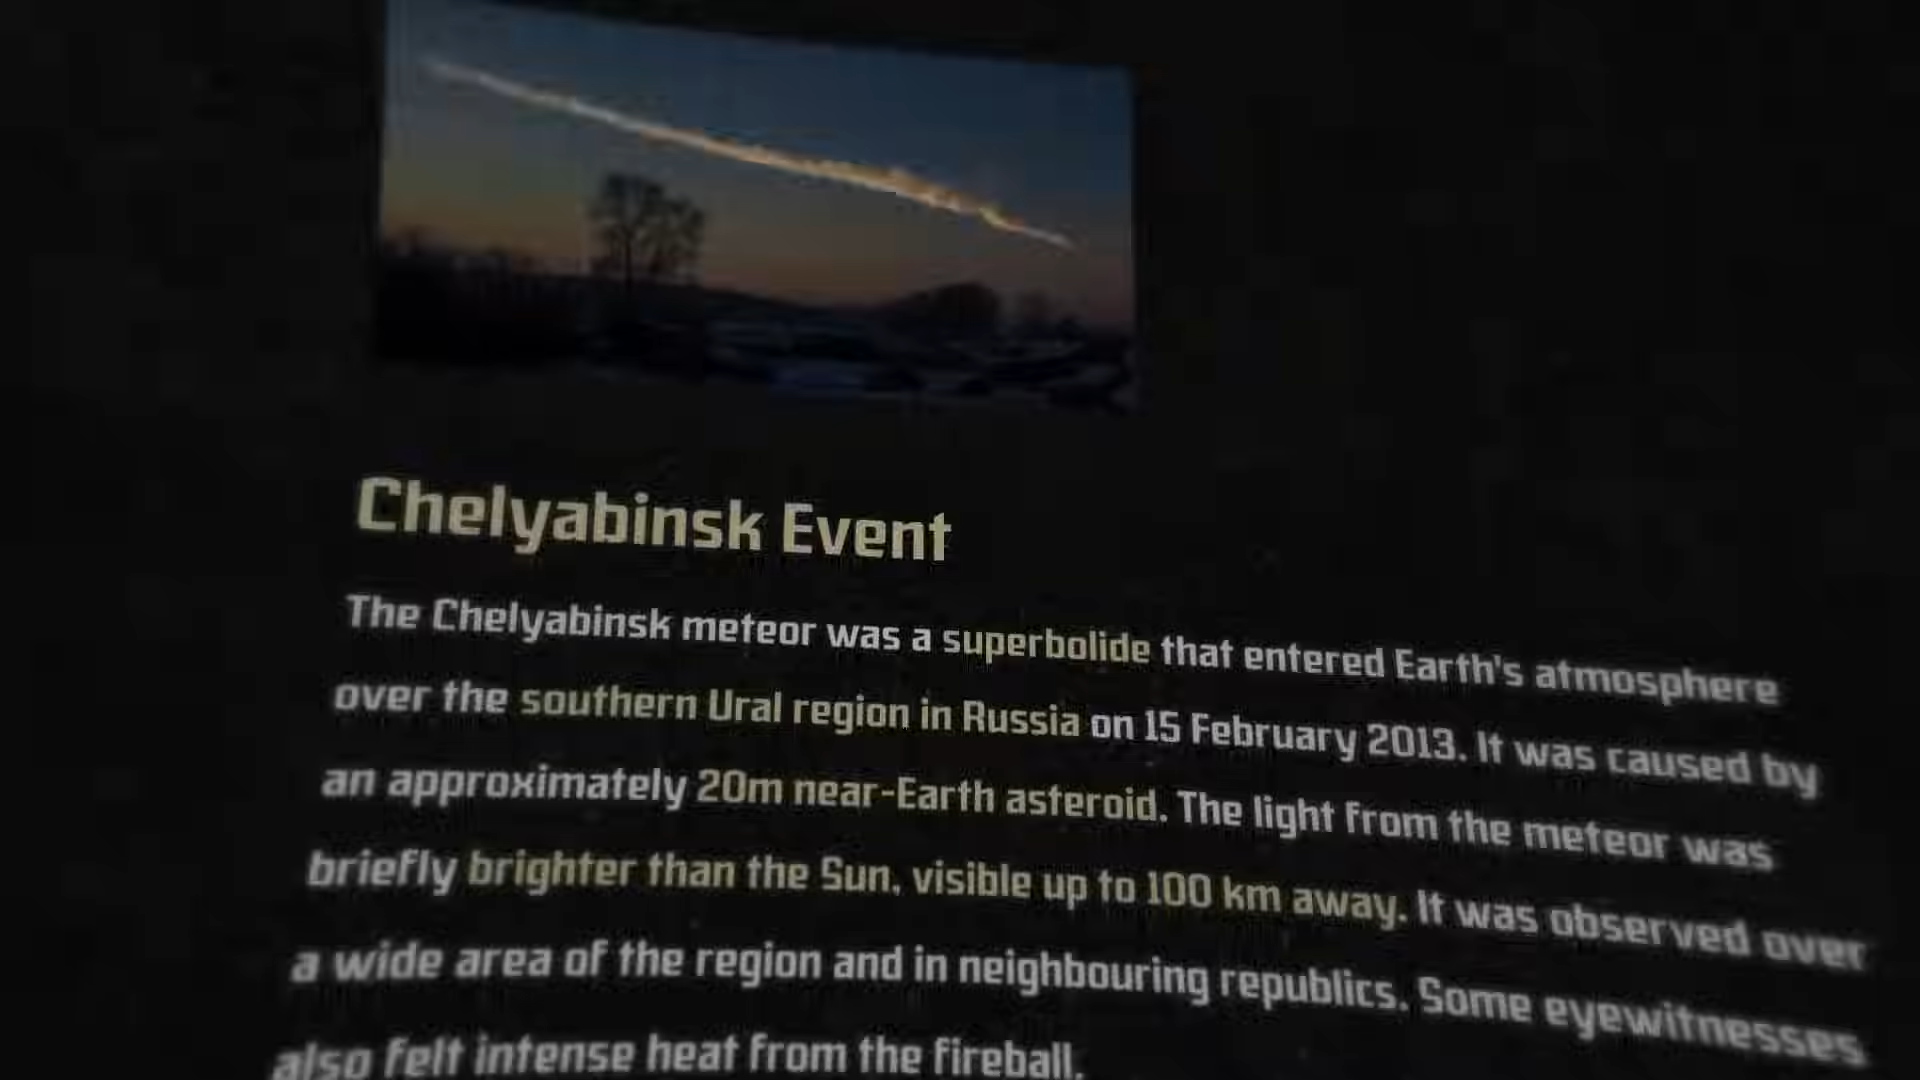 Chelyabinsk Event
The Chelyabinsk meteor was a superbolide that entered Earth's atmosphere
over the southern Ural region in Russia on 15 February 2013. It was caused by
an approximately 20m near-Earth asteroid. The light from the meteor was
briefly brighter than the Sun, visible up to 100 km away. It was observed over
a wide area of the region and in neighbouring republics. Some eyewitnesses
also felt intense heat from the fireball.